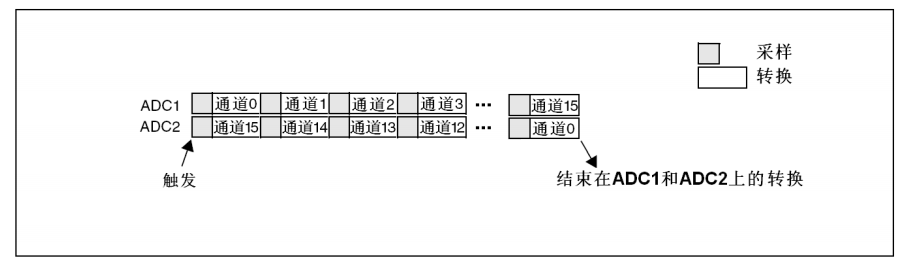 采样
转换
ADC1 通道0 通道1 通道2 通道3 ··· 通道15
ADC2 通道15 通道14 通道13 通道12 ··· 通道0
触发
结束在ADC1和ADC2上的转换